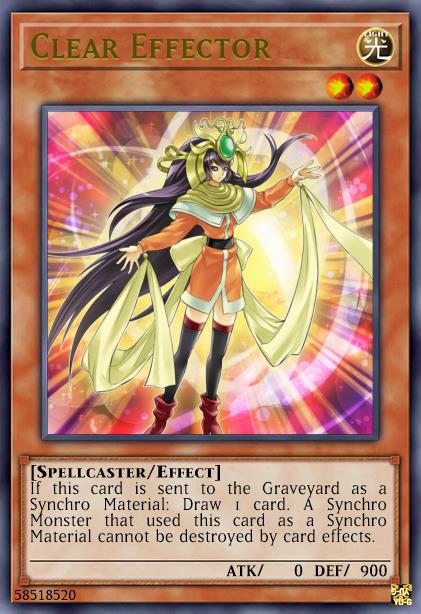 Clear Effector
LIGHT
光
[Spellcaster/Effect]
If this card is sent to the Graveyard as a
Synchro Material: Draw 1 card. A Synchro
Monster that used this card as a Synchro
Material cannot be destroyed by card effects.
ATK/ 0 DEF/ 900
58518520